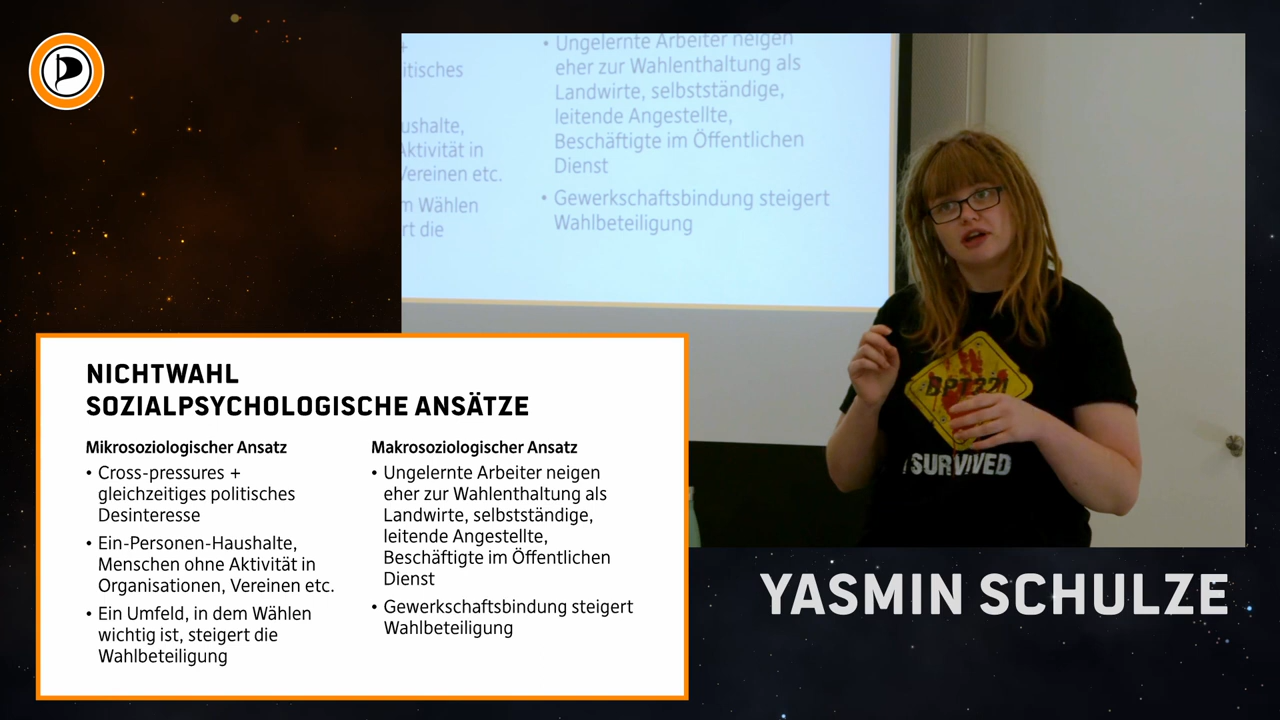 +
itisches
ushalte,
Aktivität in
Vereinen etc.
m Wählen
rt die
• Ungelernte Arbeiter neigen
eher zur Wahlenthaltung als
Landwirte, selbstständige,
leitende Angestellte,
Beschäftigte im Öffentlichen
Dienst
• Gewerkschaftsbindung steigert
Wahlbeteiligung
I SURVIVED
NICHTWAHL
SOZIALPSYCHOLOGISCHE ANSÄTZE
Mikrosoziologischer Ansatz
• Cross-pressures +
gleichzeitiges politisches
Desinteresse
• Ein-Personen-Haushalte,
Menschen ohne Aktivität in
Organisationen, Vereinen etc.
• Ein Umfeld, in dem Wählen
wichtig ist, steigert die
Wahlbeteiligung
Makrosoziologischer Ansatz
• Ungelernte Arbeiter neigen
eher zur Wahlenthaltung als
Landwirte, selbstständige,
leitende Angestellte,
Beschäftigte im Öffentlichen
Dienst
• Gewerkschaftsbindung steigert
Wahlbeteiligung
YASMIN SCHULZE